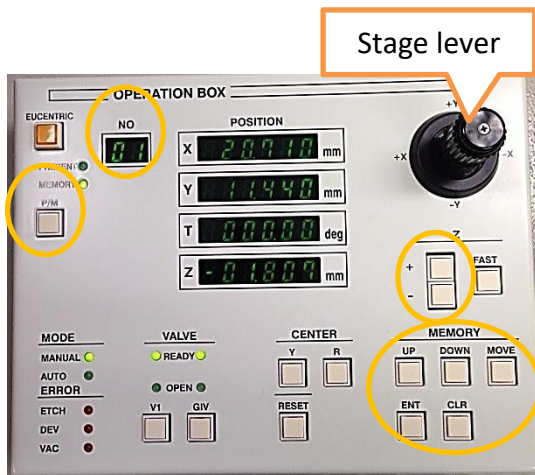 Stage lever
OPERATION BOX
EUCENTRIC
NO
01
POSITION
X 20.710 mm
Y 11.440 mm
T 000.00 deg
Z -01.807 mm
PRESENT
MEMORY
P/M
+Y
+X
-X
-Y
Z
+
-
FAST
MODE
MANUAL
AUTO
ERROR
ETCH
DEV
VAC
VALVE
READY
OPEN
V1 GIV
CENTER
Y R
RESET
MEMORY
UP DOWN MOVE
ENT CLR